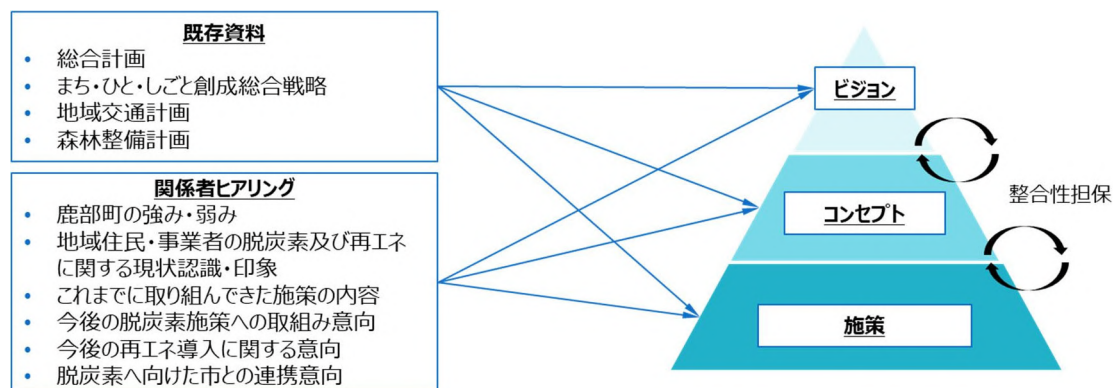 既存資料
• 総合計画
• まち・ひと・しごと創成総合戦略
• 地域交通計画
• 森林整備計画
関係者ヒアリング
• 鹿部町の強み・弱み
• 地域住民・事業者の脱炭素及び再エネ
に関する現状認識・印象
• これまでに取り組んできた施策の内容
• 今後の脱炭素施策への取組み意向
• 今後の再エネ導入に関する意向
• 脱炭素へ向けた市との連携意向
ビジョン
コンセプト
施策
整合性担保